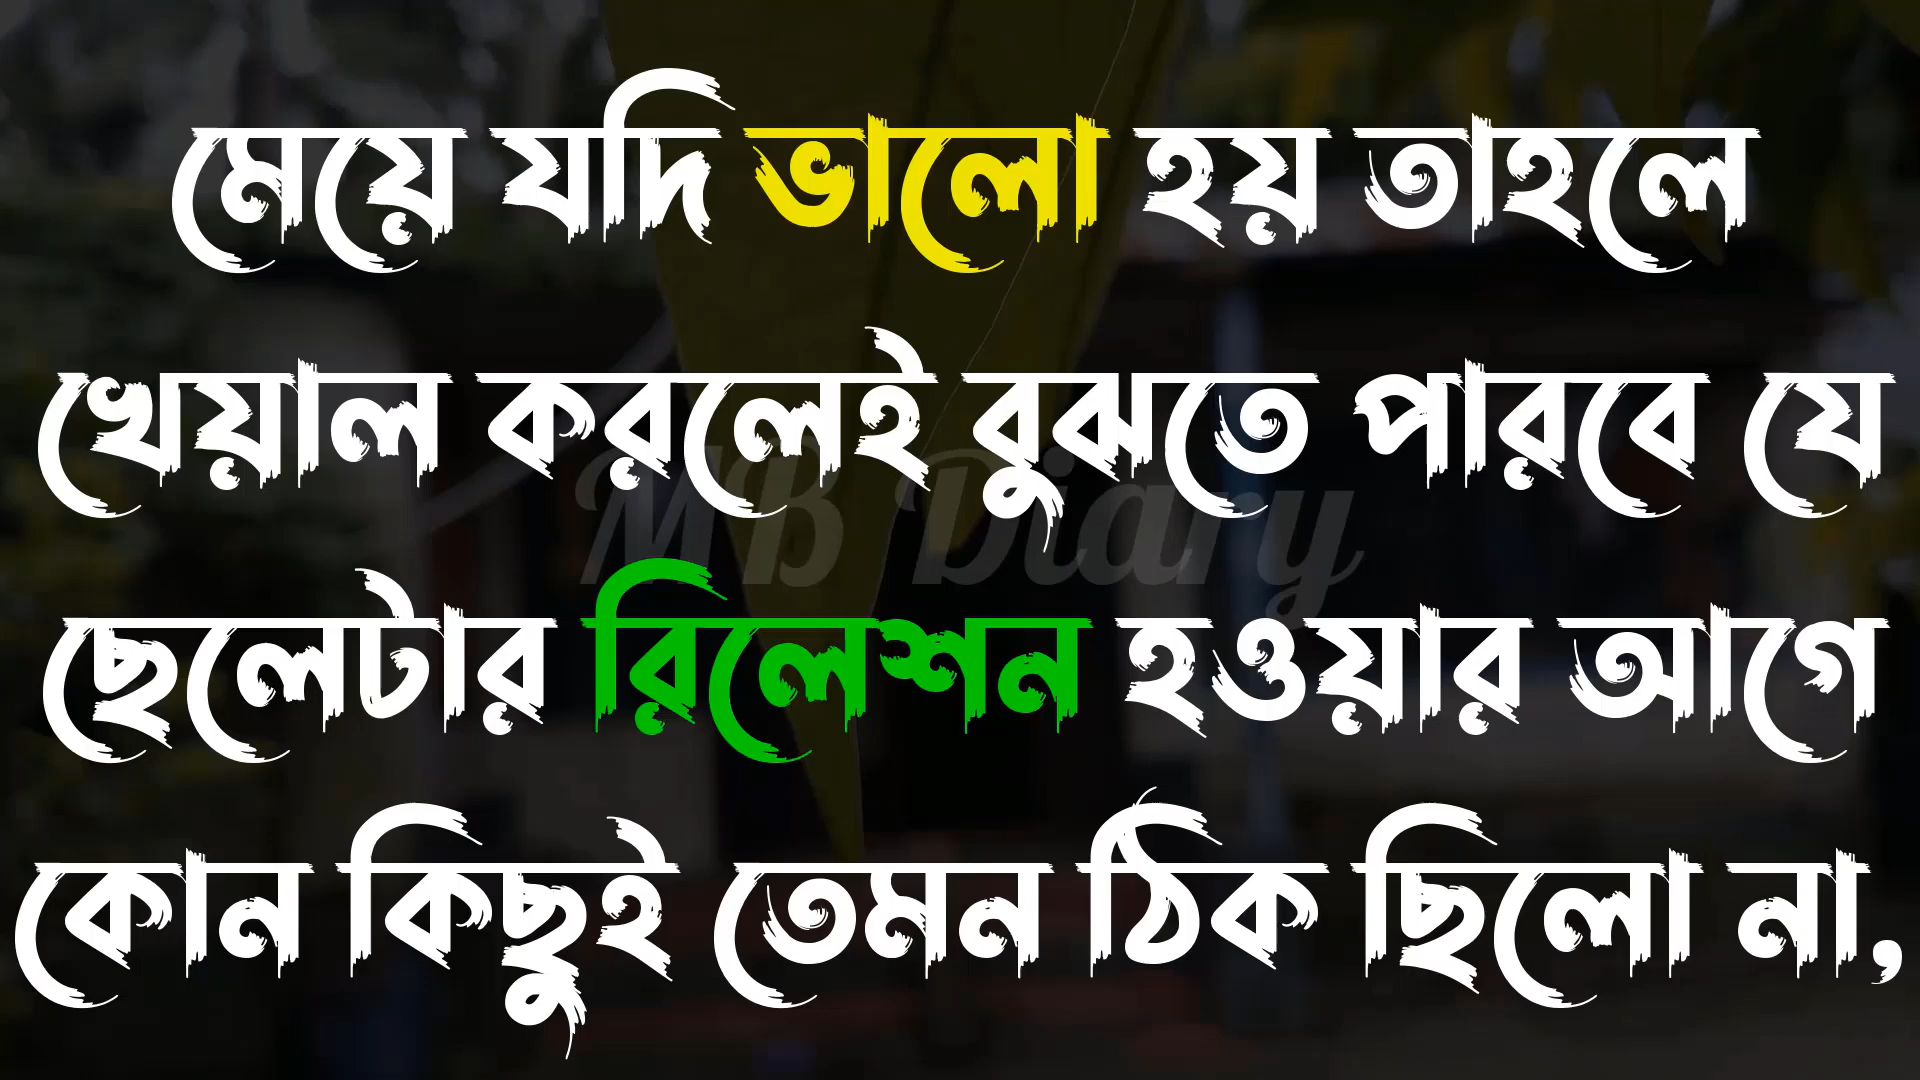 মেয়ে যদি ভালো হয় তাহলে
খেয়াল করলেই বুঝতে পারবে যে
MB Diary
ছেলেটার রিলেশন হওয়ার আগে
কোন কিছুই তেমন ঠিক ছিলো না,